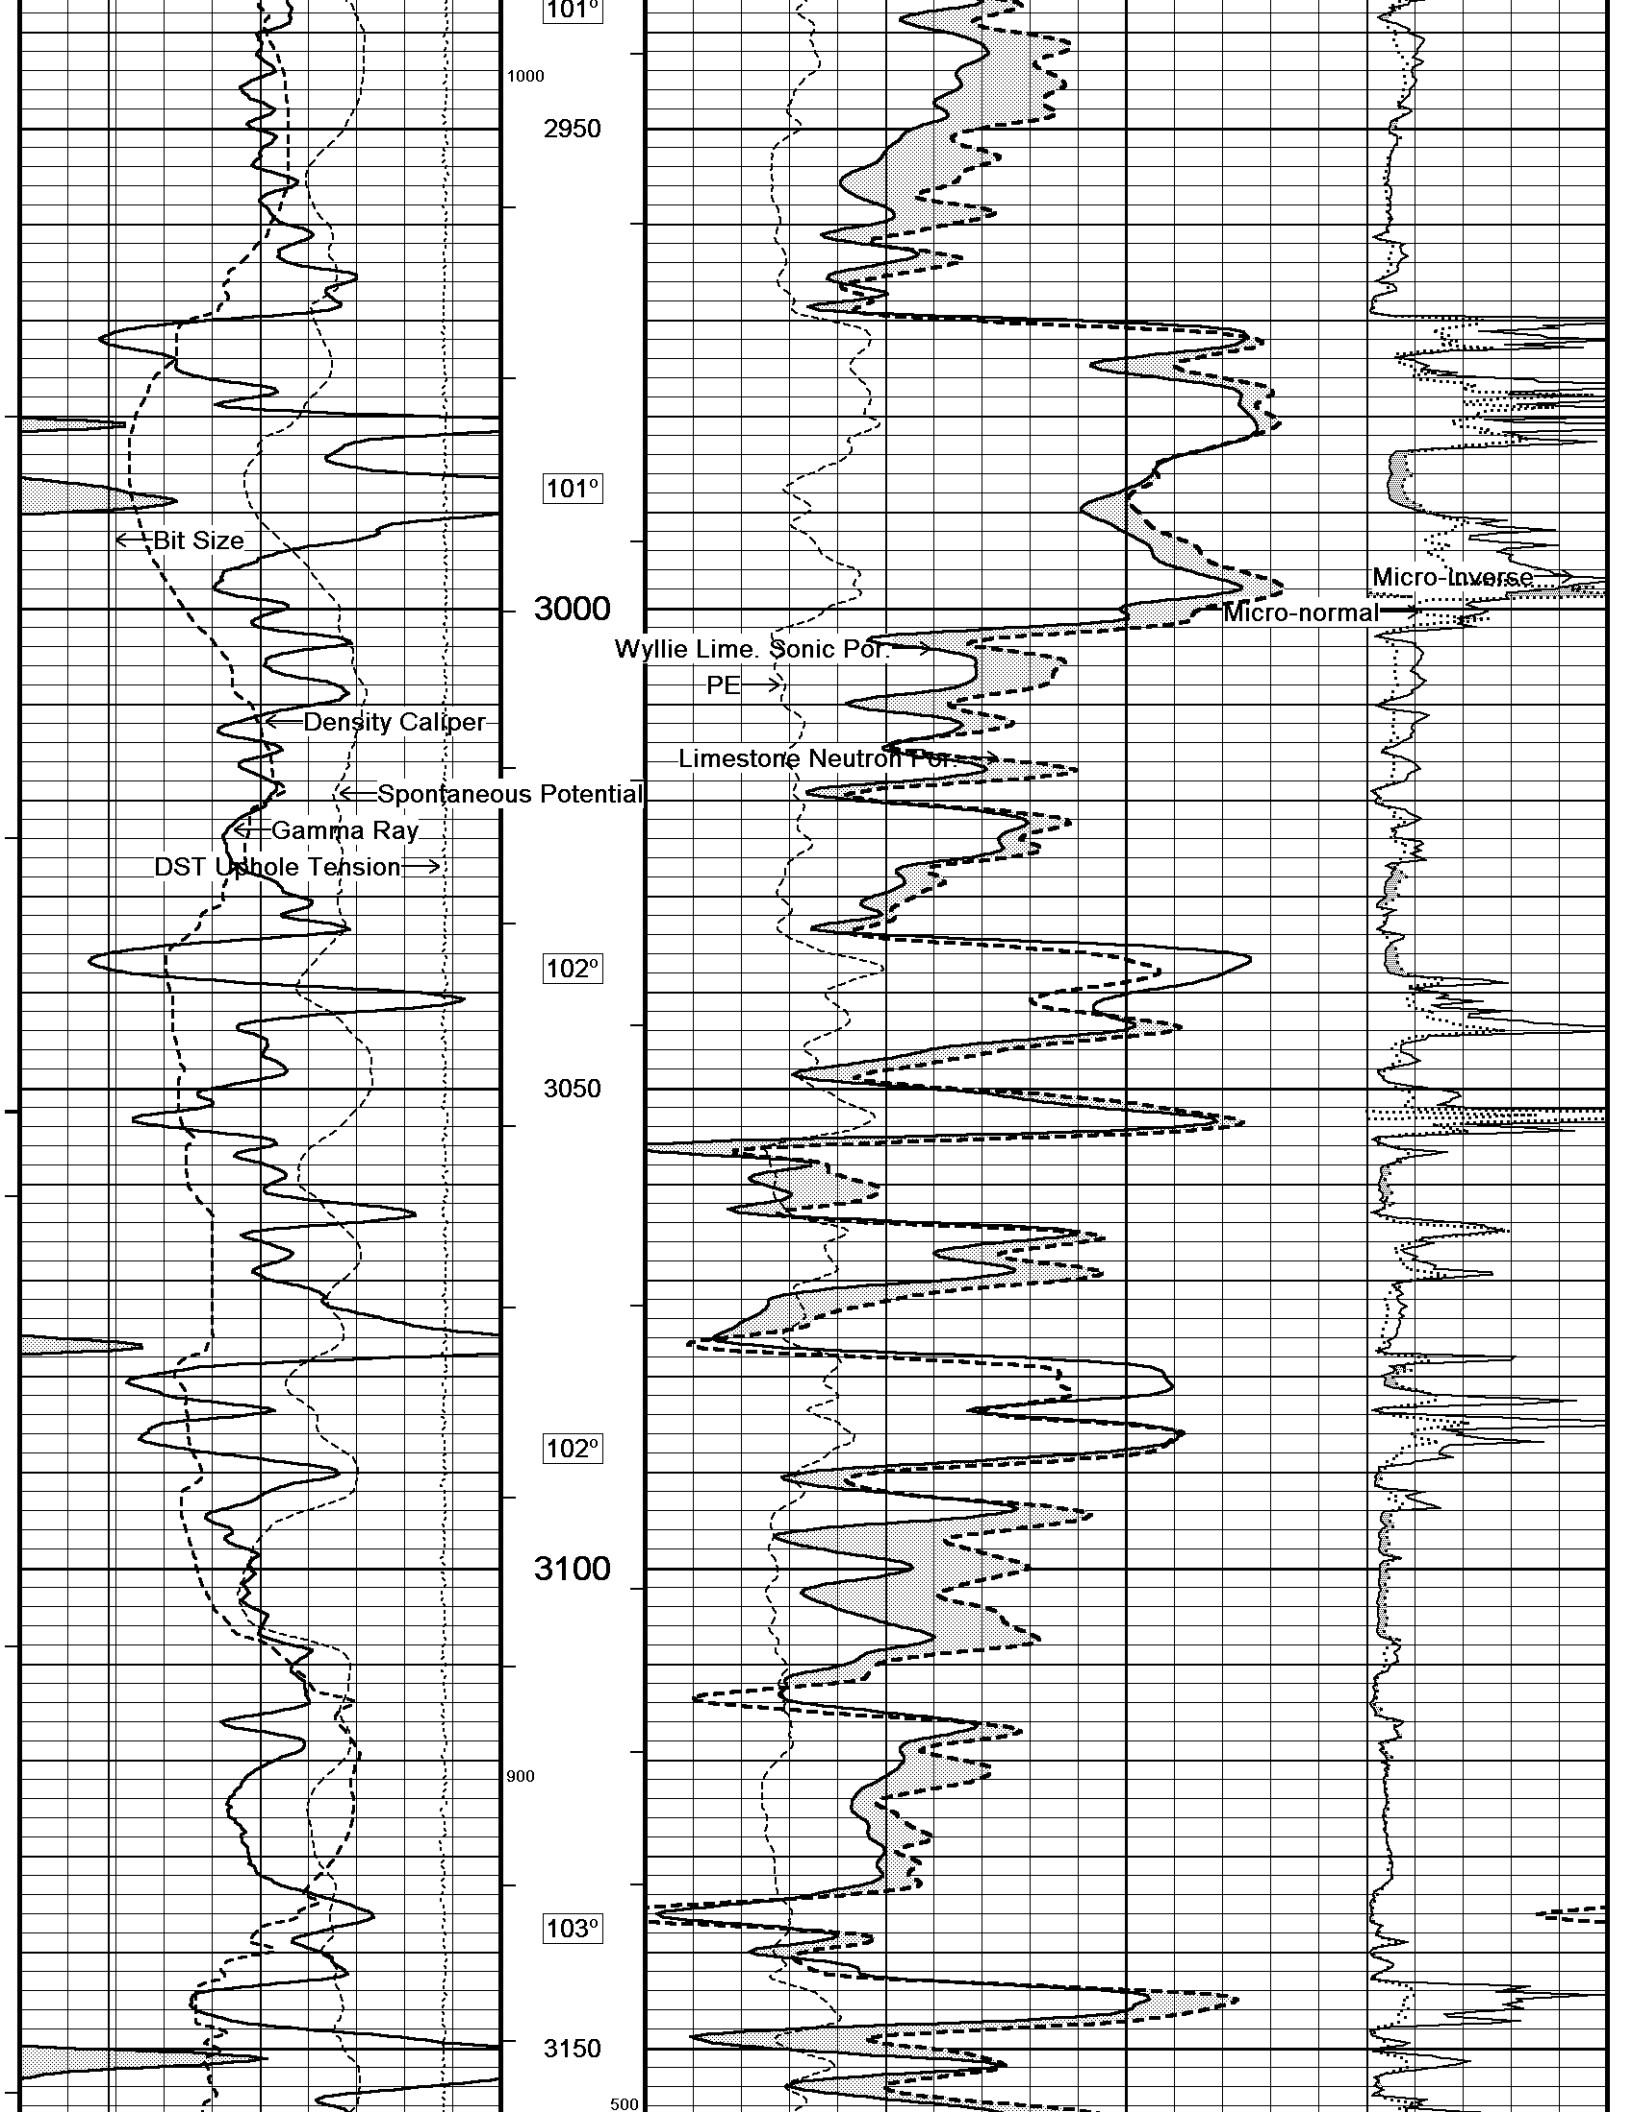 101°
1000
2950
101°
Bit Size
Micro-Inverse
3000
Micro-normal
Wyllie Lime. Sonic Por.
PE
Density Caliper
Limestone Neutron Por.
Spontaneous Potential
Gamma Ray
DST Uphole Tension
102°
3050
102°
3100
900
103°
3150
500